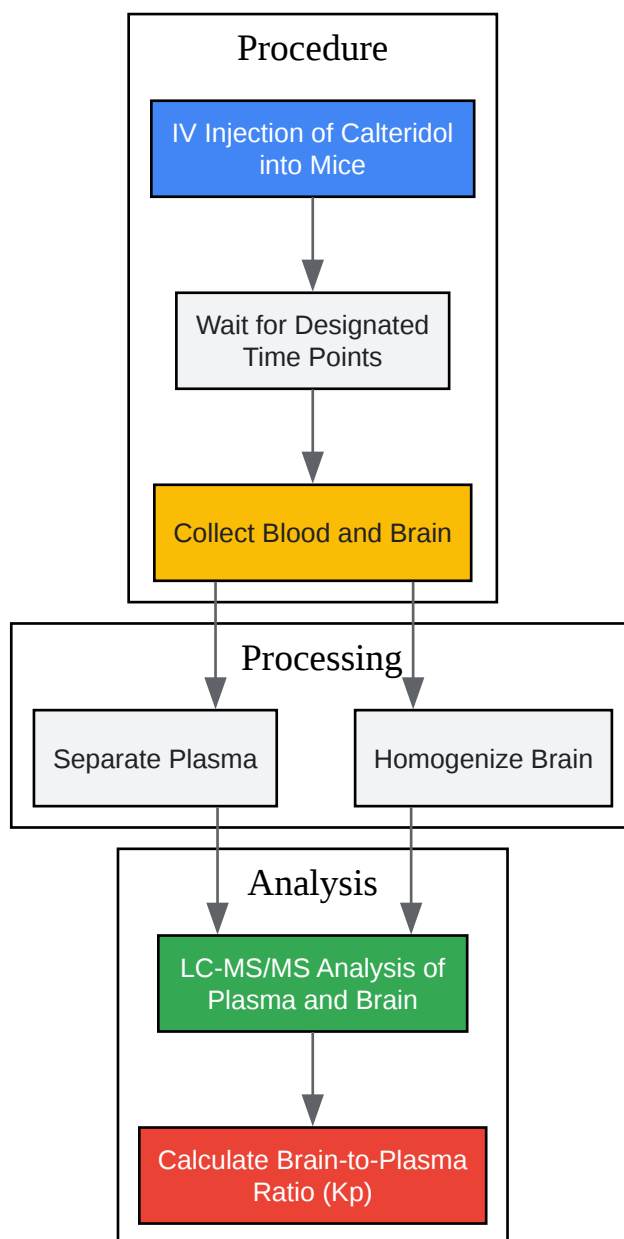 Procedure
IV Injection of Calteridol
into Mice
Wait for Designated
Time Points
Collect Blood and Brain
Processing
Separate Plasma
Homogenize Brain
Analysis
LC-MS/MS Analysis of
Plasma and Brain
Calculate Brain-to-Plasma
Ratio (Kp)